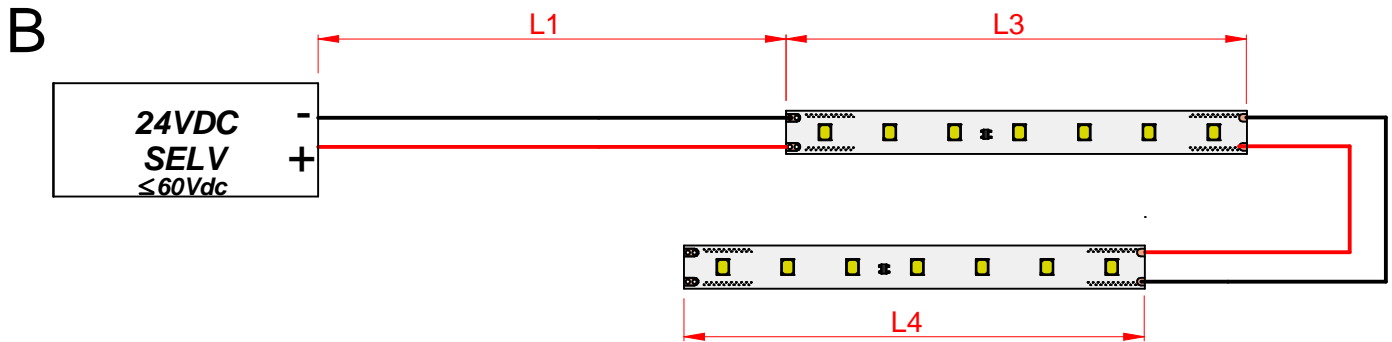 B
L1
L3
24VDC -
SELV +
≤60Vdc
L4